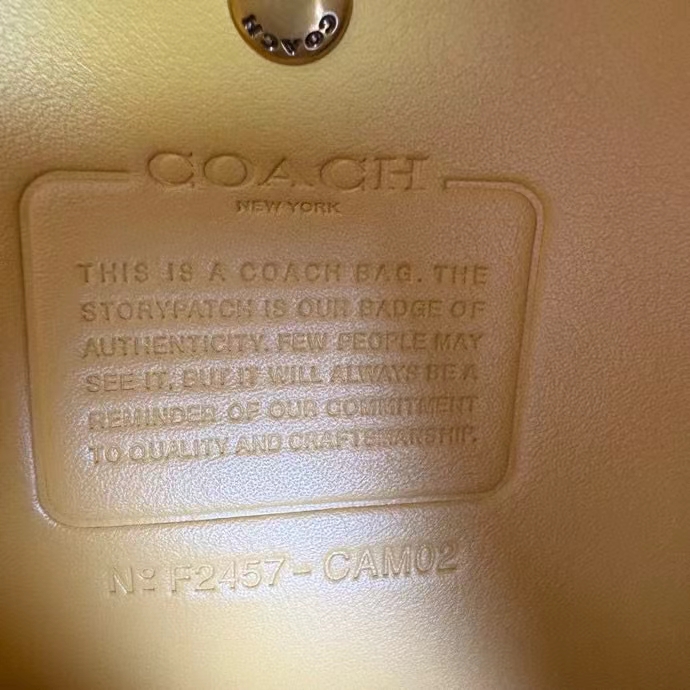 COACH
COACH
NEW YORK
THIS IS A COACH BAG. THE
STORYPATCH IS OUR BADGE OF
AUTHENTICITY. FEW PEOPLE MAY
SEE IT, BUT IT WILL ALWAYS BE A
REMINDER OF OUR COMMITMENT
TO QUALITY AND CRAFTSMANSHIP.
Nº F2457-CAM02